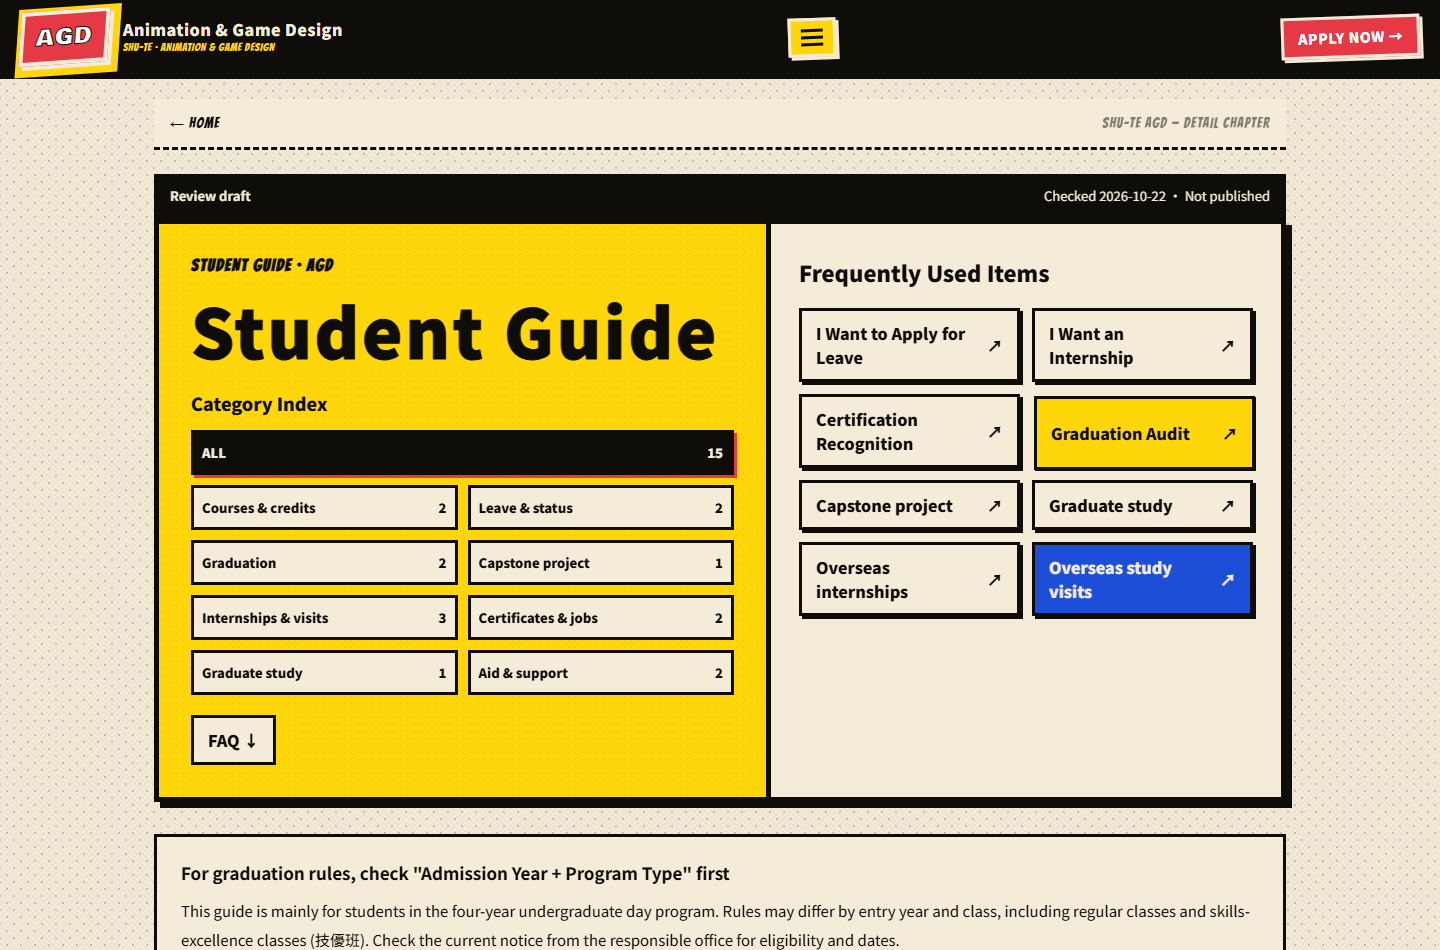 AGD
Animation & Game Design
SHU-TE · ANIMATION & GAME DESIGN
APPLY NOW →
← HOME
SHU-TE AGD — DETAIL CHAPTER
Review draft
Checked 2026-10-22 · Not published
STUDENT GUIDE · AGD
Student Guide
Category Index
ALL 15
Courses & credits 2
Leave & status 2
Graduation 2
Capstone project 1
Internships & visits 3
Certificates & jobs 2
Graduate study 1
Aid & support 2
FAQ ↓
Frequently Used Items
I Want to Apply for
Leave ↗
I Want an
Internship ↗
Certification
Recognition ↗
Graduation Audit ↗
Capstone project ↗
Graduate study ↗
Overseas
internships ↗
Overseas study
visits ↗
For graduation rules, check "Admission Year + Program Type" first
This guide is mainly for students in the four-year undergraduate day program. Rules may differ by entry year and class, including regular classes and skills-
excellence classes (技優班). Check the current notice from the responsible office for eligibility and dates.